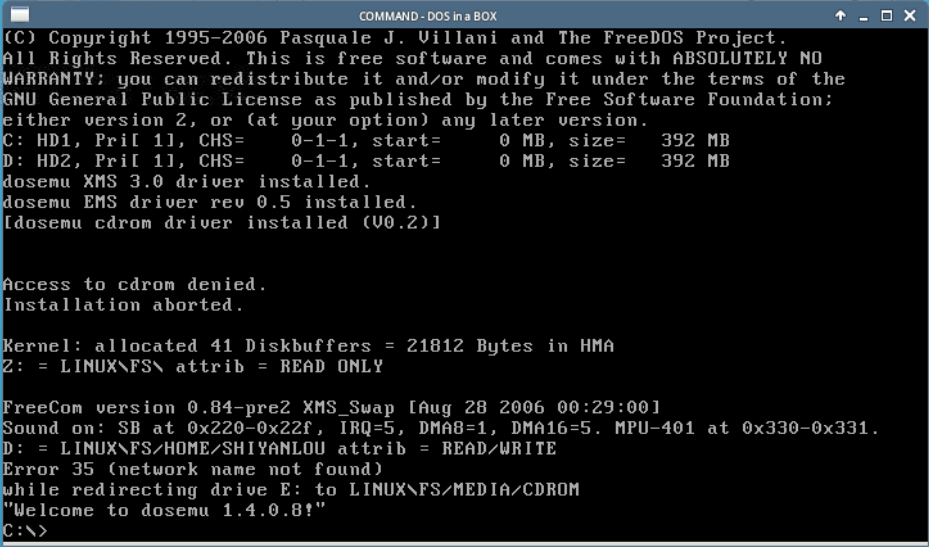 COMMAND - DOS in a BOX
(C) Copyright 1995-2006 Pasquale J. Villani and The FreeDOS Project.
All Rights Reserved. This is free software and comes with ABSOLUTELY NO
WARRANTY; you can redistribute it and/or modify it under the terms of the
GNU General Public License as published by the Free Software Foundation;
either version 2, or (at your option) any later version.
C: HD1, Pri[ 1], CHS=    0-1-1, start=     0 MB, size=   392 MB
D: HD2, Pri[ 1], CHS=    0-1-1, start=     0 MB, size=   392 MB
dosemu XMS 3.0 driver installed.
dosemu EMS driver rev 0.5 installed.
[dosemu cdrom driver installed (V0.2)]
Access to cdrom denied.
Installation aborted.
Kernel: allocated 41 Diskbuffers = 21812 Bytes in HMA
Z: = LINUX\FS\ attrib = READ ONLY
FreeCom version 0.84-pre2 XMS_Swap [Aug 28 2006 00:29:00]
Sound on: SB at 0x220-0x22f, IRQ=5, DMA8=1, DMA16=5. MPU-401 at 0x330-0x331.
D: = LINUX\FS/HOME/SHIYANLOU attrib = READ/WRITE
Error 35 (network name not found)
while redirecting drive E: to LINUX\FS/MEDIA/CDROM
"Welcome to dosemu 1.4.0.8!"
C:\>